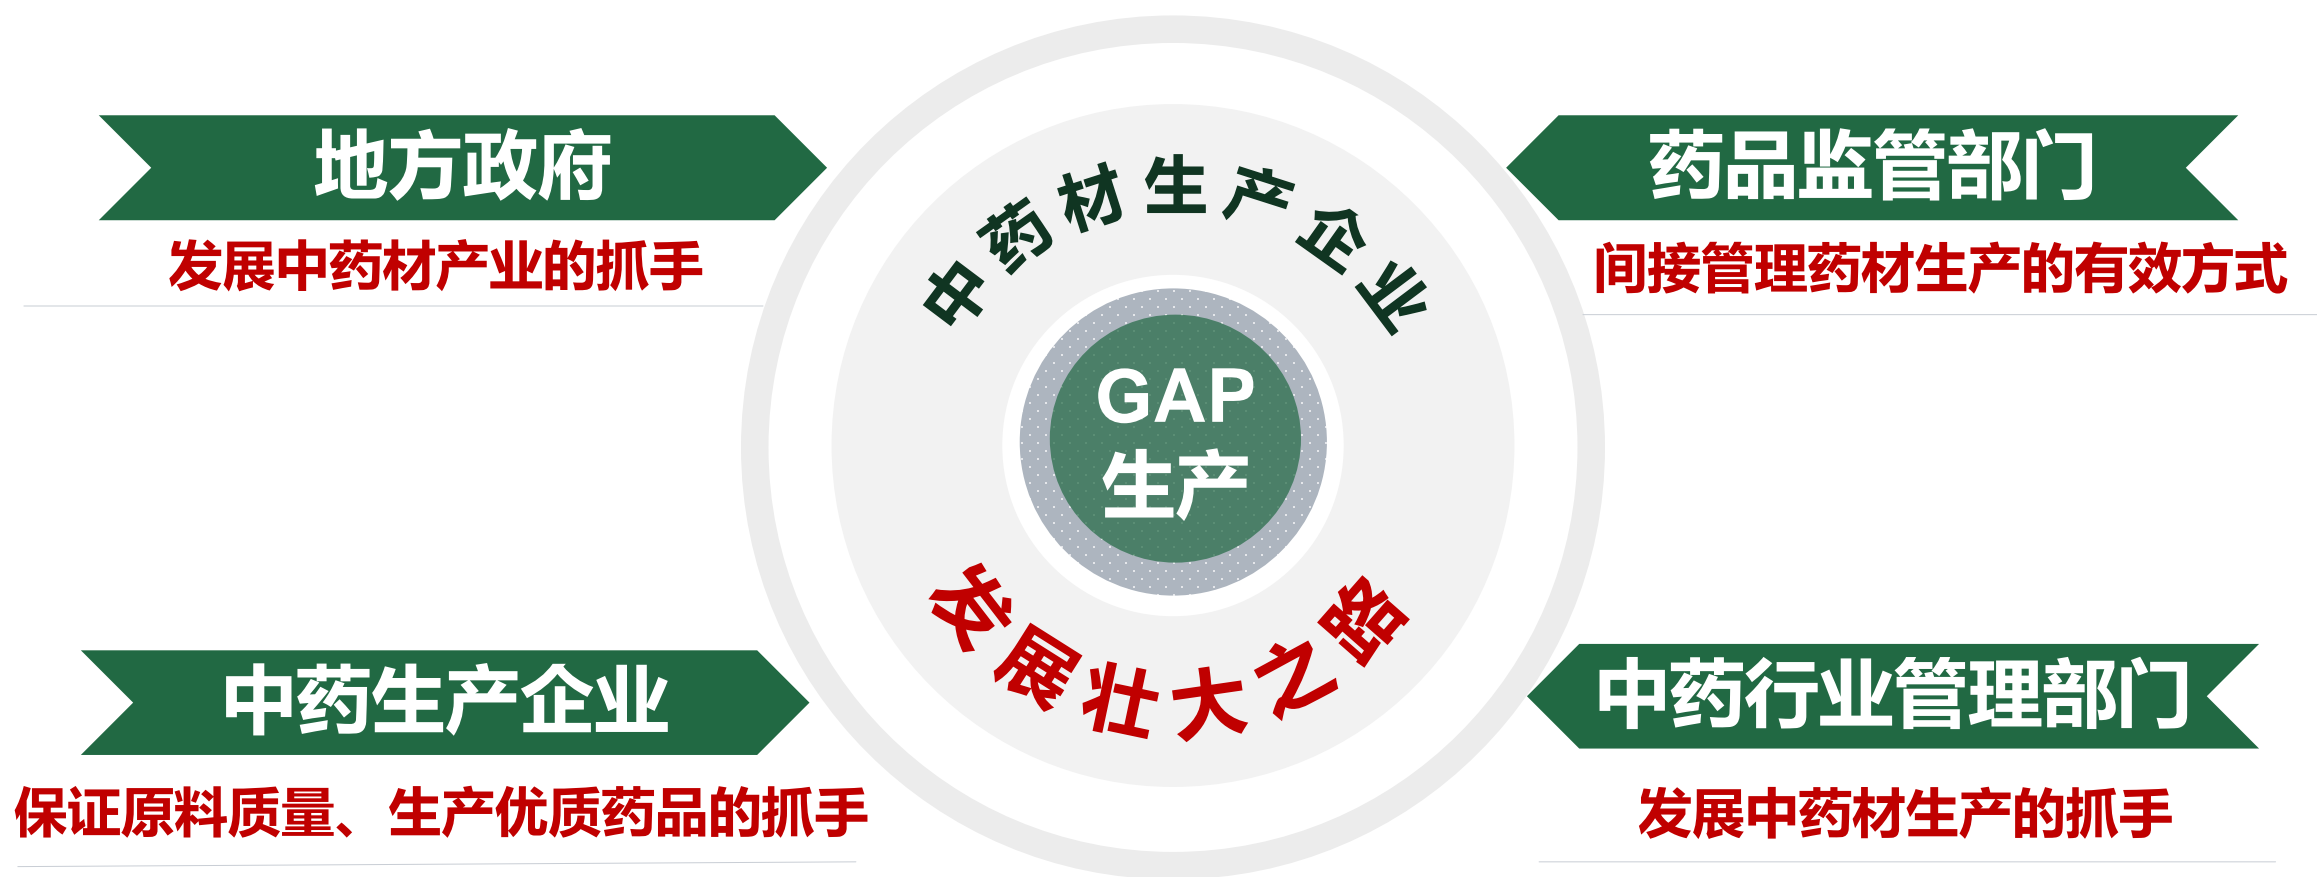 地方政府
发展中药材产业的抓手
中药生产企业
保证原料质量、生产优质药品的抓手
中药材生产企业
GAP
生产
发展壮大之路
药品监管部门
间接管理药材生产的有效方式
中药行业管理部门
发展中药材生产的抓手